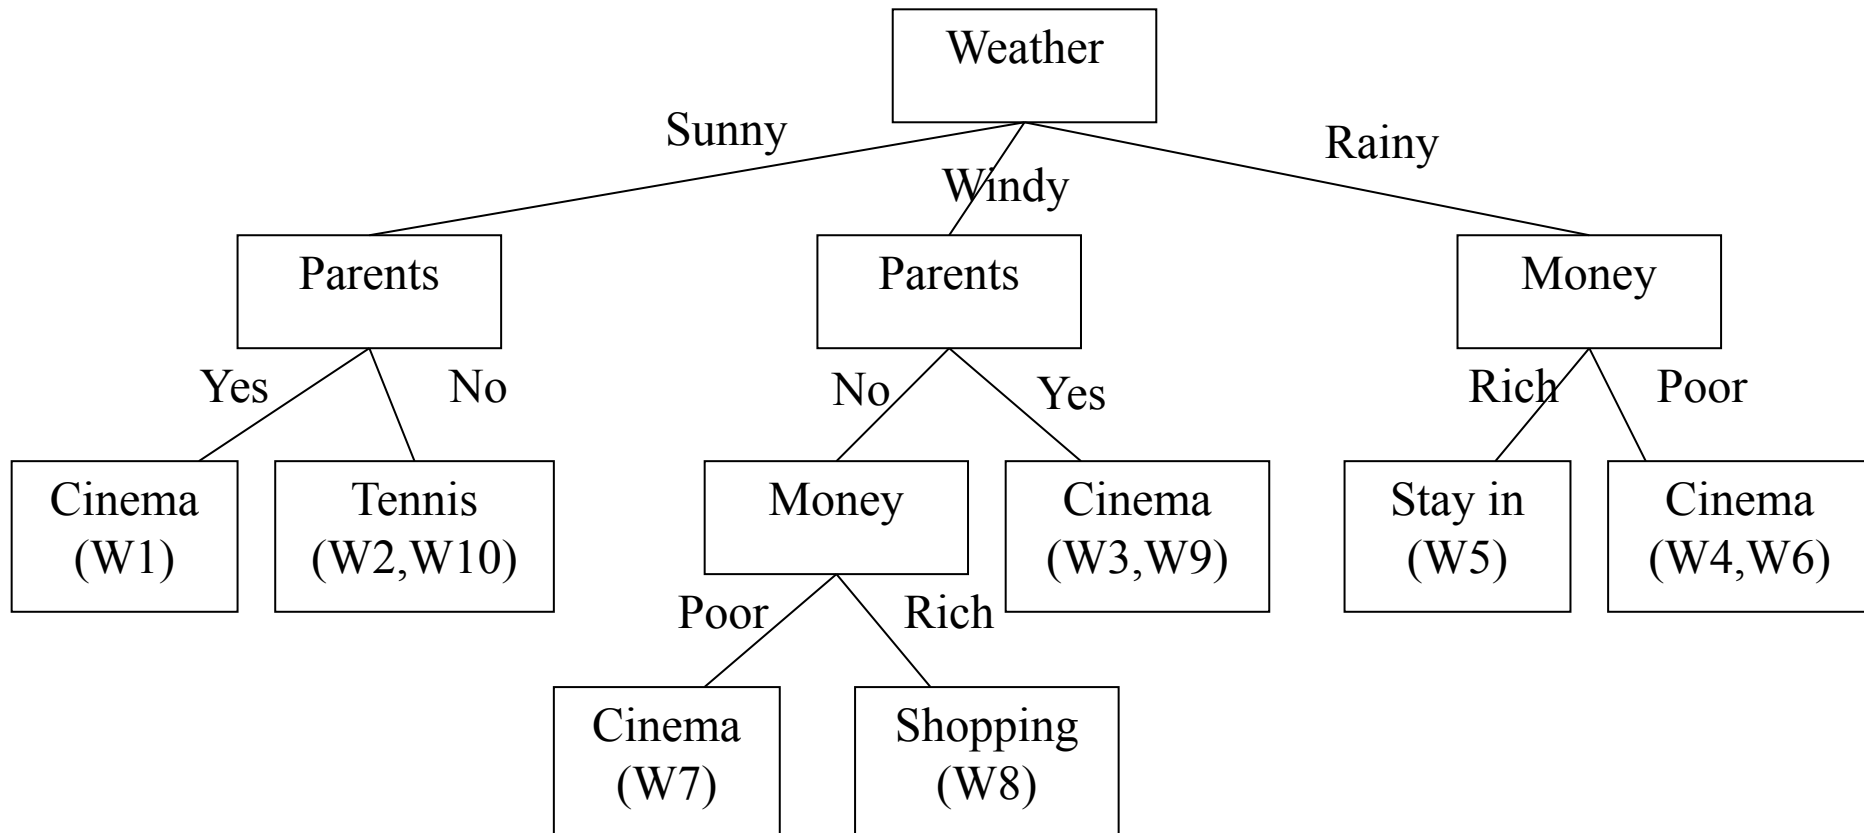 Weather
Sunny
Windy
Rainy
Parents
Parents
Money
Yes
No
No
Yes
Rich
Poor
Cinema
(W1)
Tennis
(W2,W10)
Money
Cinema
(W3,W9)
Stay in
(W5)
Cinema
(W4,W6)
Poor
Rich
Cinema
(W7)
Shopping
(W8)